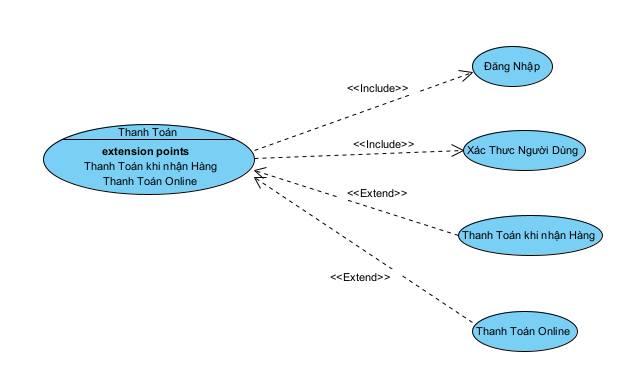 Đăng Nhập
<<Include>>
Thanh Toán
extension points
Thanh Toán khi nhận Hàng
Thanh Toán Online
<<Include>>
Xác Thưc Người Dùng
<<Extend>>
Thanh Toán khi nhận Hàng
<<Extend>>
Thanh Toán Online